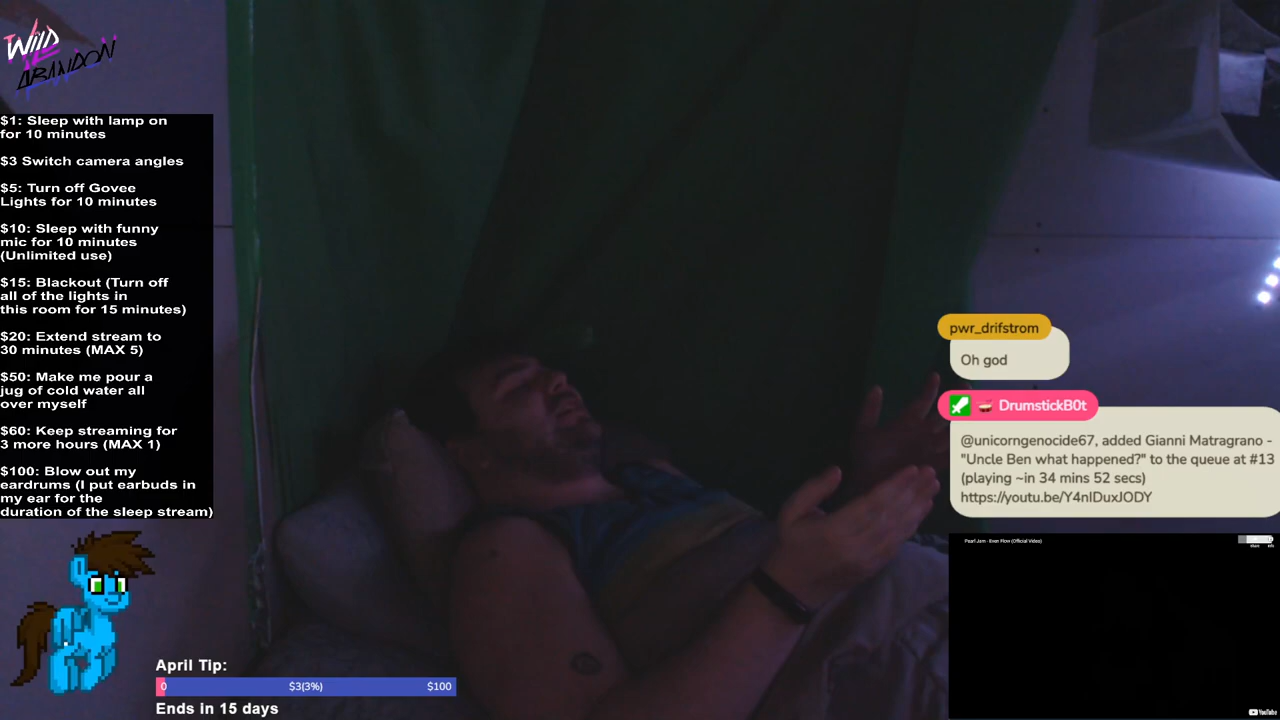 WiLD
ABANDON
$1: Sleep with lamp on
for 10 minutes
$3 Switch camera angles
$5: Turn off Govee
Lights for 10 minutes
$10: Sleep with funny
mic for 10 minutes
(Unlimited use)
$15: Blackout (Turn off
all of the lights in
this room for 15 minutes)
$20: Extend stream to
30 minutes (MAX 5)
$50: Make me pour a
jug of cold water all
over myself
$60: Keep streaming for
3 more hours (MAX 1)
$100: Blow out my
eardrums (I put earbuds in
my ear for the
duration of the sleep stream)
April Tip:
0 $3(3%) $100
Ends in 15 days
pwr_drifstrom
Oh god
DrumstickB0t
@unicorngenocide67, added Gianni Matragrano -
"Uncle Ben what happened?" to the queue at #13
(playing ~in 34 mins 52 secs)
https://youtu.be/Y4nIDuxJODY
Pearl Jam - Even Flow (Official Video)
YouTube